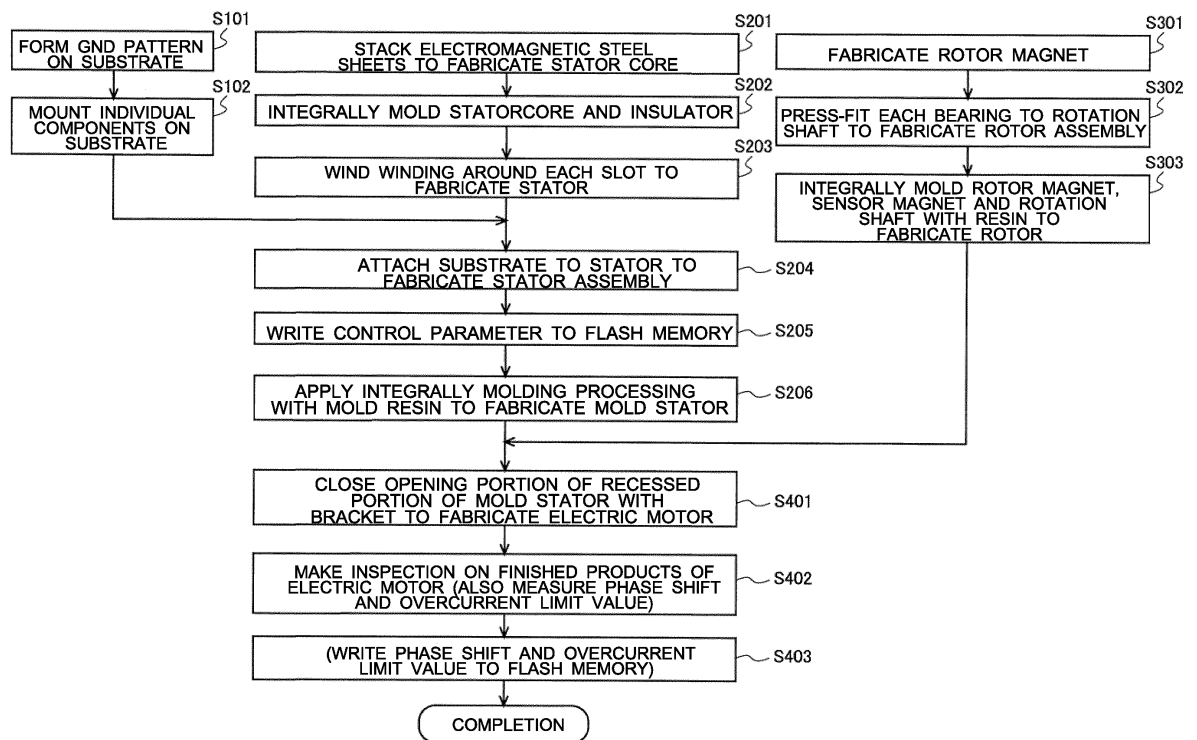 S101
FORM GND PATTERN
ON SUBSTRATE
S102
MOUNT INDIVIDUAL
COMPONENTS ON
SUBSTRATE
S201
STACK ELECTROMAGNETIC STEEL
SHEETS TO FABRICATE STATOR CORE
S202
INTEGRALLY MOLD STATORCORE AND INSULATOR
S203
WIND WINDING AROUND EACH SLOT TO
FABRICATE STATOR
S301
FABRICATE ROTOR MAGNET
S302
PRESS-FIT EACH BEARING TO ROTATION
SHAFT TO FABRICATE ROTOR ASSEMBLY
S303
INTEGRALLY MOLD ROTOR MAGNET,
SENSOR MAGNET AND ROTATION
SHAFT WITH RESIN TO
FABRICATE ROTOR
ATTACH SUBSTRATE TO STATOR TO
FABRICATE STATOR ASSEMBLY
S204
WRITE CONTROL PARAMETER TO FLASH MEMORY
S205
APPLY INTEGRALLY MOLDING PROCESSING
WITH MOLD RESIN TO FABRICATE MOLD STATOR
S206
CLOSE OPENING PORTION OF RECESSED
PORTION OF MOLD STATOR WITH
BRACKET TO FABRICATE ELECTRIC MOTOR
S401
MAKE INSPECTION ON FINISHED PRODUCTS OF
ELECTRIC MOTOR (ALSO MEASURE PHASE SHIFT
AND OVERCURRENT LIMIT VALUE)
S402
(WRITE PHASE SHIFT AND OVERCURRENT
LIMIT VALUE TO FLASH MEMORY)
S403
COMPLETION